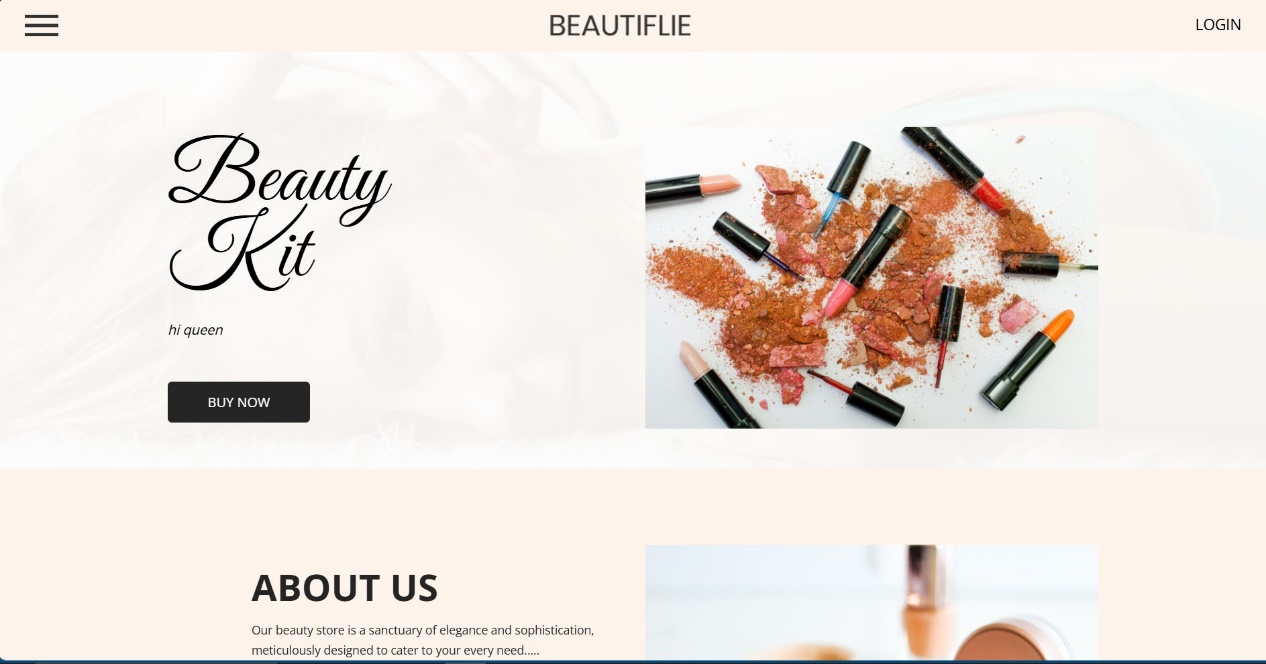 BEAUTIFLIE
LOGIN
Beauty
Kit
hi queen
BUY NOW
ABOUT US
Our beauty store is a sanctuary of elegance and sophistication,
meticulously designed to cater to your every need.....